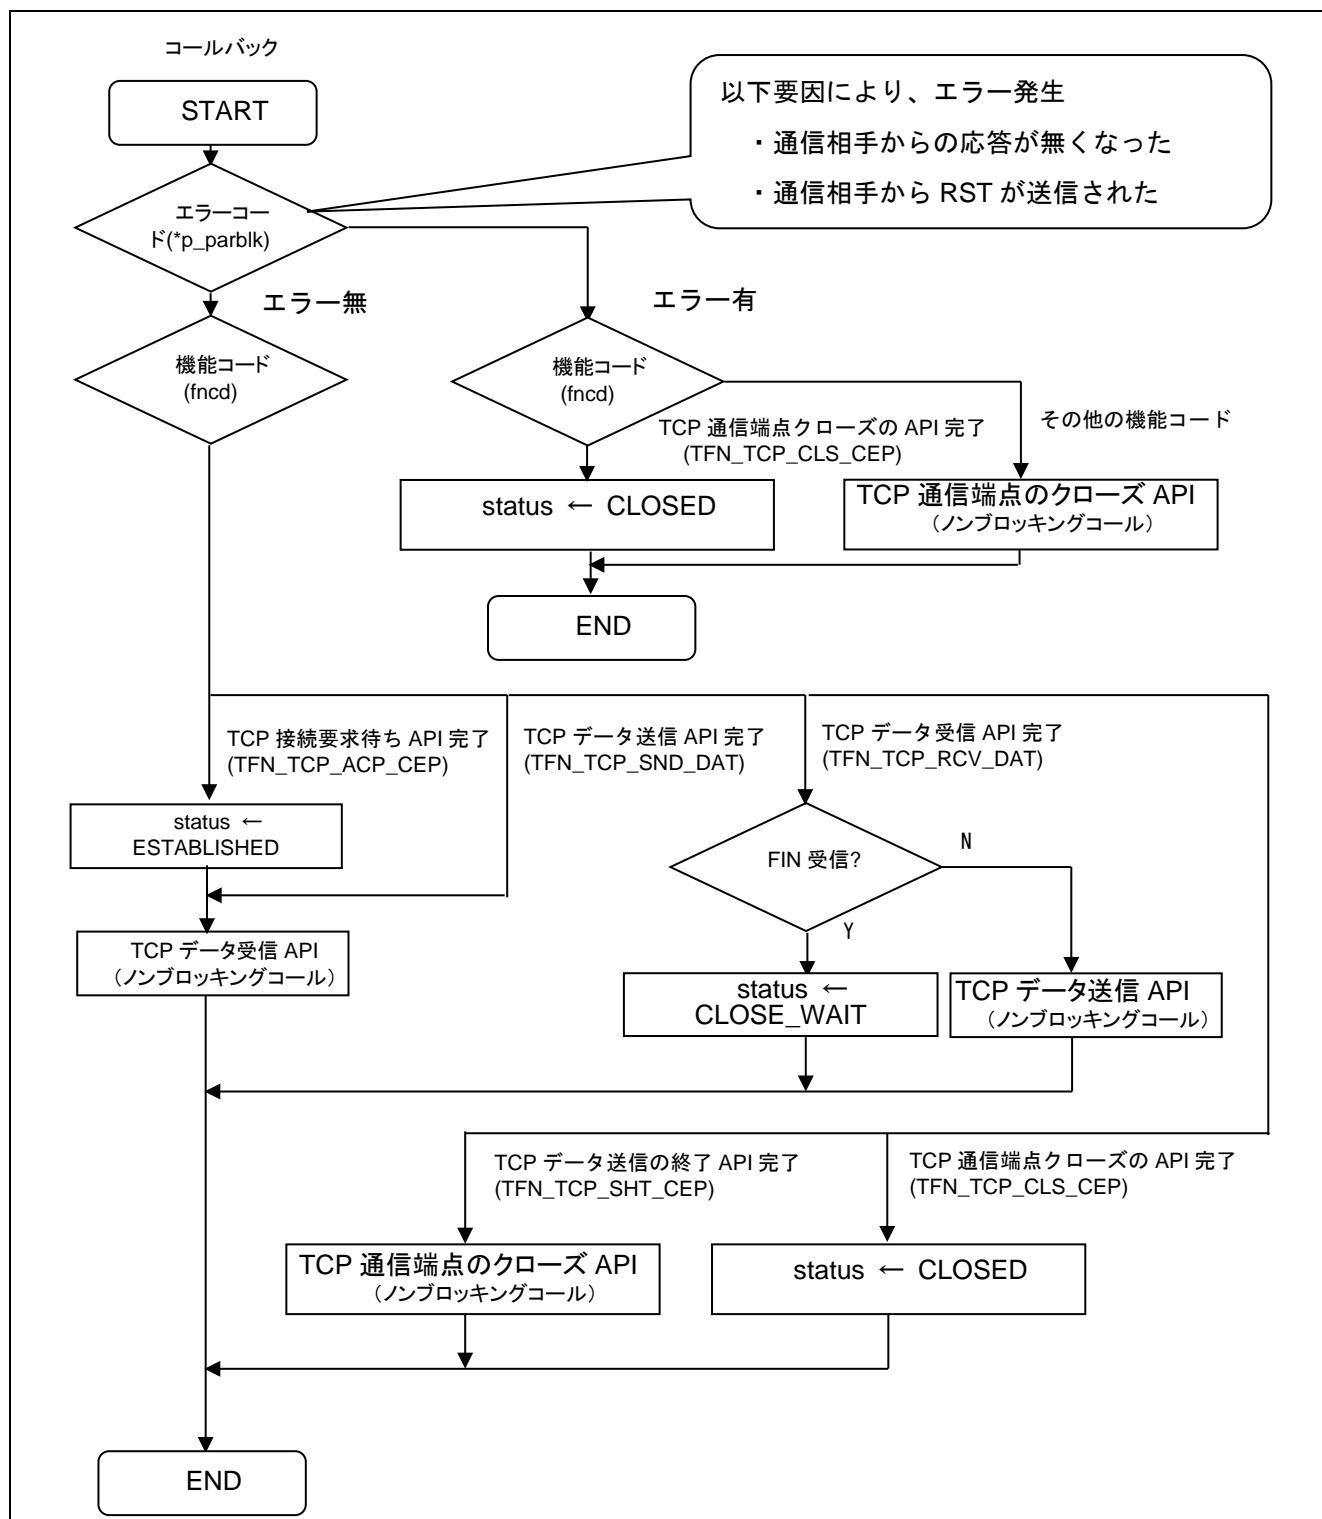 コールバック
START
以下要因により、エラー発生
・通信相手からの応答が無くなった
・通信相手から RST が送信された
エラーコー
ド(*p_parblk)
エラー無
エラー有
機能コード
(fncd)
機能コード
(fncd)
TCP 通信端点クローズの API 完了
(TFN_TCP_CLS_CEP)
その他の機能コード
status ← CLOSED
TCP 通信端点のクローズ API
（ノンブロッキングコール）
END
TCP 接続要求待ち API 完了
(TFN_TCP_ACP_CEP)
TCP データ送信 API 完了
(TFN_TCP_SND_DAT)
TCP データ受信 API 完了
(TFN_TCP_RCV_DAT)
status ←
ESTABLISHED
FIN 受信?
N
Y
TCP データ受信 API
（ノンブロッキングコール）
status ←
CLOSE_WAIT
TCP データ送信 API
（ノンブロッキングコール）
TCP データ送信の終了 API 完了
(TFN_TCP_SHT_CEP)
TCP 通信端点クローズの API 完了
(TFN_TCP_CLS_CEP)
TCP 通信端点のクローズ API
（ノンブロッキングコール）
status ← CLOSED
END